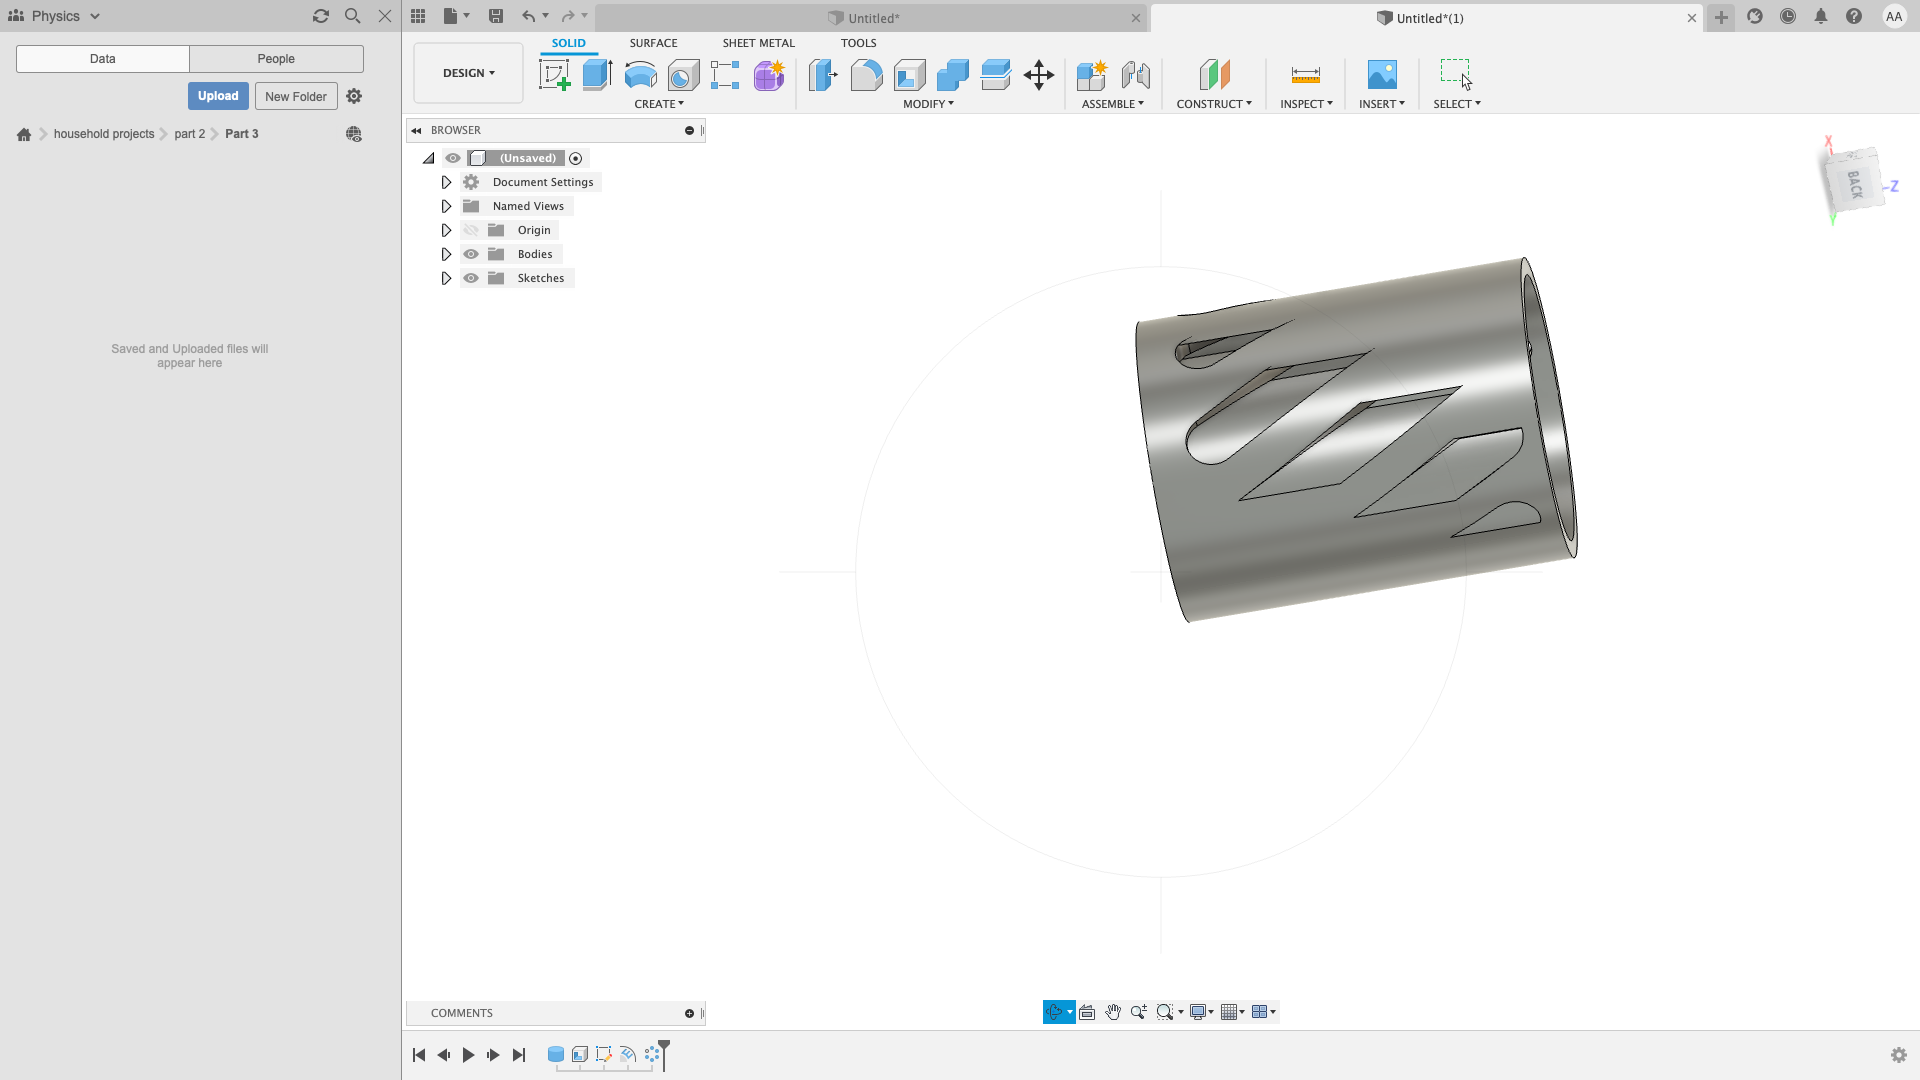 Physics
Untitled*
Untitled*(1)
AA
Data
People
Upload
New Folder
household projects
part 2
Part 3
Saved and Uploaded files will
appear here
DESIGN
SOLID
SURFACE
SHEET METAL
TOOLS
CREATE
MODIFY
ASSEMBLE
CONSTRUCT
INSPECT
INSERT
SELECT
BROWSER
(Unsaved)
Document Settings
Named Views
Origin
Bodies
Sketches
X
BACK
Z
Y
COMMENTS